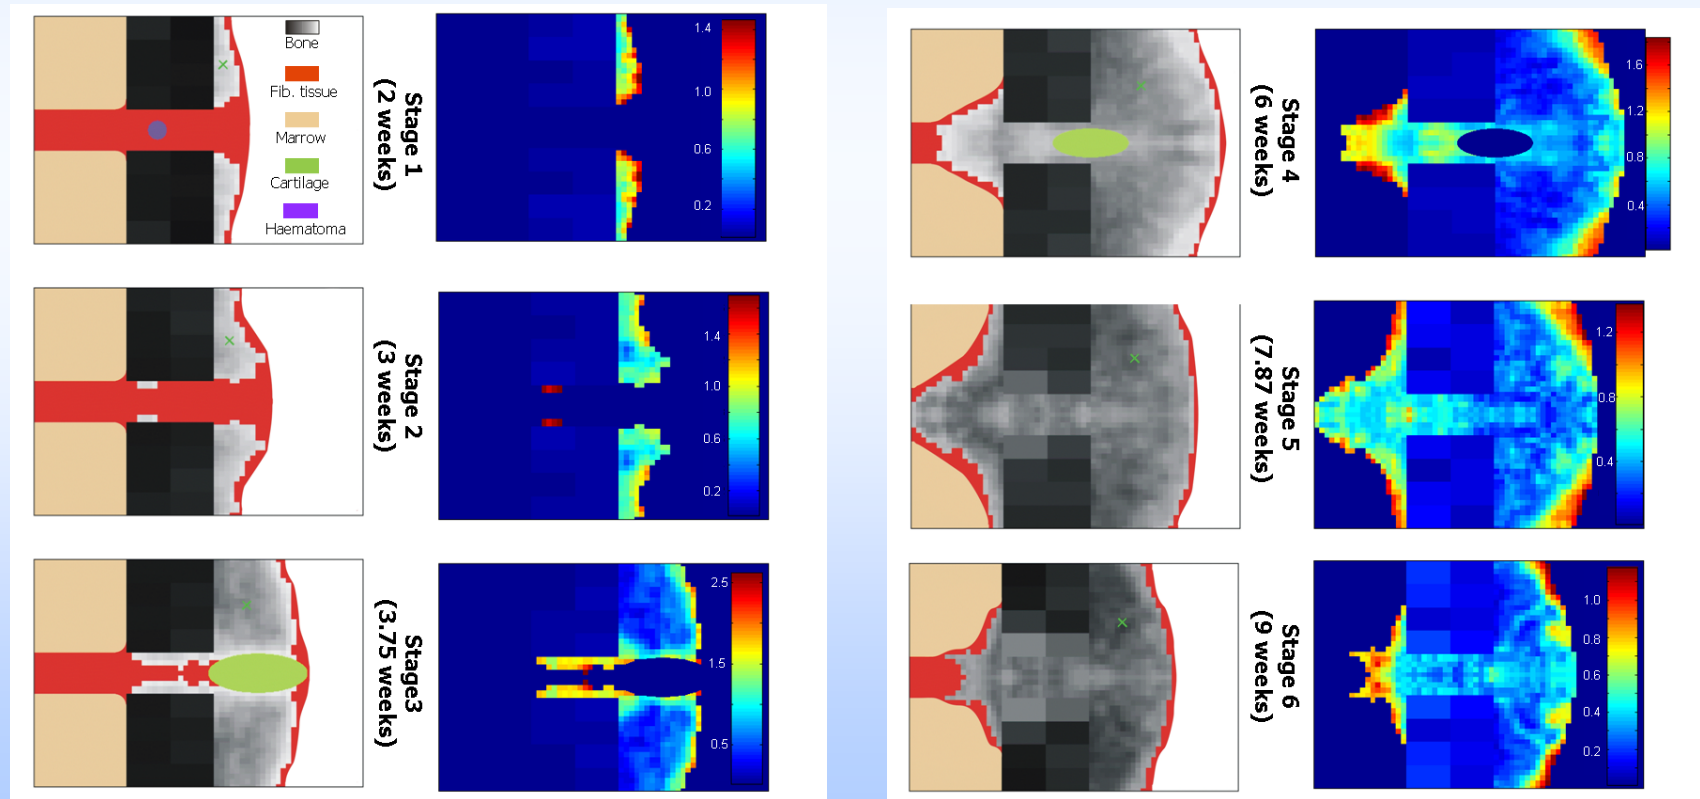 Bone
Fib. tissue
Marrow
Cartilage
Haematoma
Stage 1
(2 weeks)
1.4
1.0
0.6
0.2
Stage 2
(3 weeks)
1.4
1.0
0.6
0.2
Stage3
(3.75 weeks)
2.5
1.5
0.5
Stage 4
(6 weeks)
1.6
1.2
0.8
0.4
Stage 5
(7.87 weeks)
1.2
0.8
0.4
Stage 6
(9 weeks)
1.0
0.8
0.6
0.4
0.2